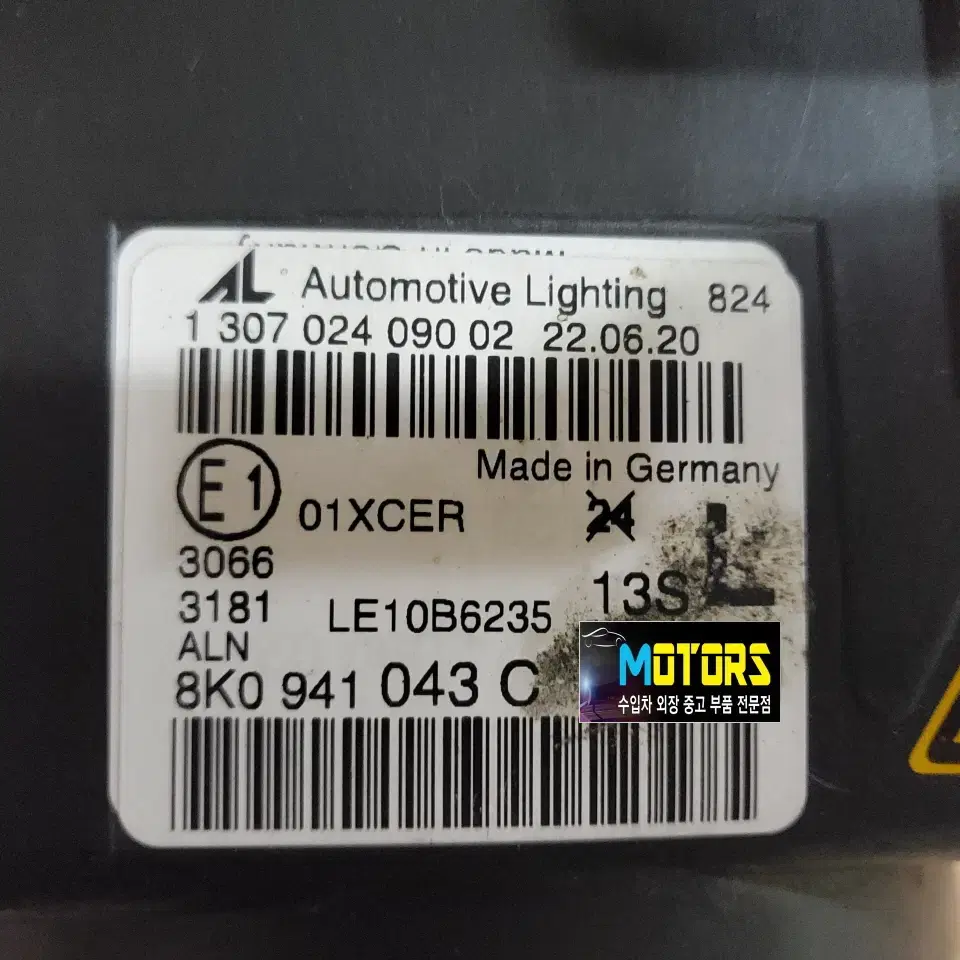 AL Automotive Lighting 824
1 307 024 090 02 22.06.20
Made in Germany
E1 01XCER 24
3066
3181 LE10B6235 13S L
ALN
8K0 941 043 C
MOTORS
수입차 외장 중고 부품 전문점